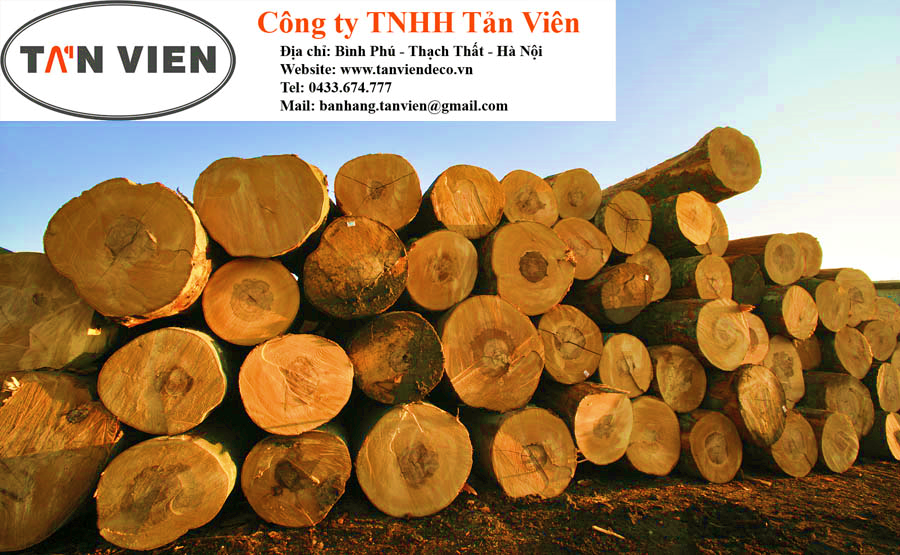 TẢN VIEN
Công ty TNHH Tản Viên
Địa chỉ: Bình Phú - Thạch Thất - Hà Nội
Website: www.tanviendeco.vn
Tel: 0433.674.777
Mail: banhang.tanvien@gmail.com